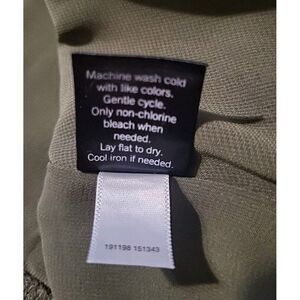 Machine wash cold
with like colors.
Gentle cycle.
Only non-chlorine
bleach when
needed.
Lay flat to dry.
Cool iron if needed.
191198 151343